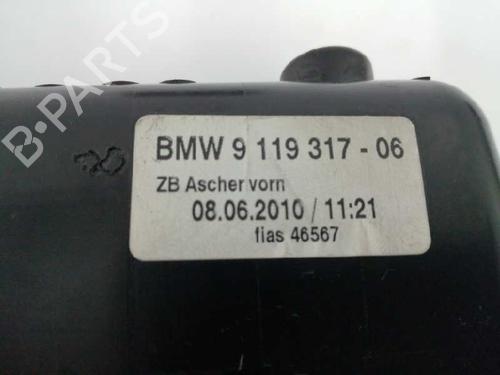 B-PARTS
BMW 9 119 317 - 06
ZB Ascher vorn
08.06.2010 / 11:21
fias 46567